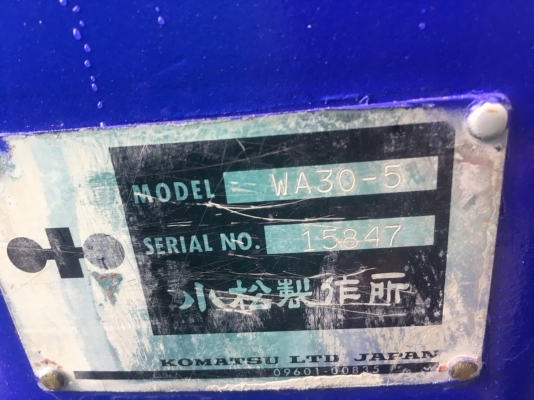 MODEL WA30-5
SERIAL NO. 15847
小松製作所
KOMATSU LTD JAPAN
09601-00835